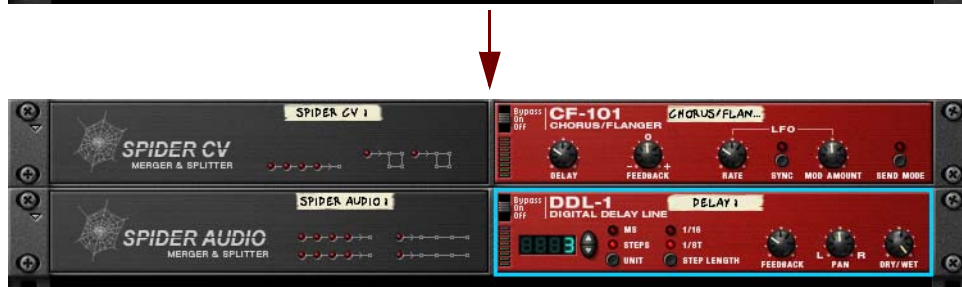 SPIDER CV 1
SPIDER CV
MERGER & SPLITTER
Bypass
On
Off
CF-101
CHORUS/FLANGER
CHORUS/FLAN...
LFO
DELAY
- 0 +
FEEDBACK
RATE
SYNC
MOD AMOUNT
SEND MODE
SPIDER AUDIO 1
SPIDER AUDIO
MERGER & SPLITTER
Bypass
On
Off
DDL-1
DIGITAL DELAY LINE
DELAY 1
3
MS
STEPS
UNIT
1/16
1/8T
STEP LENGTH
FEEDBACK
L R
PAN
DRY/WET